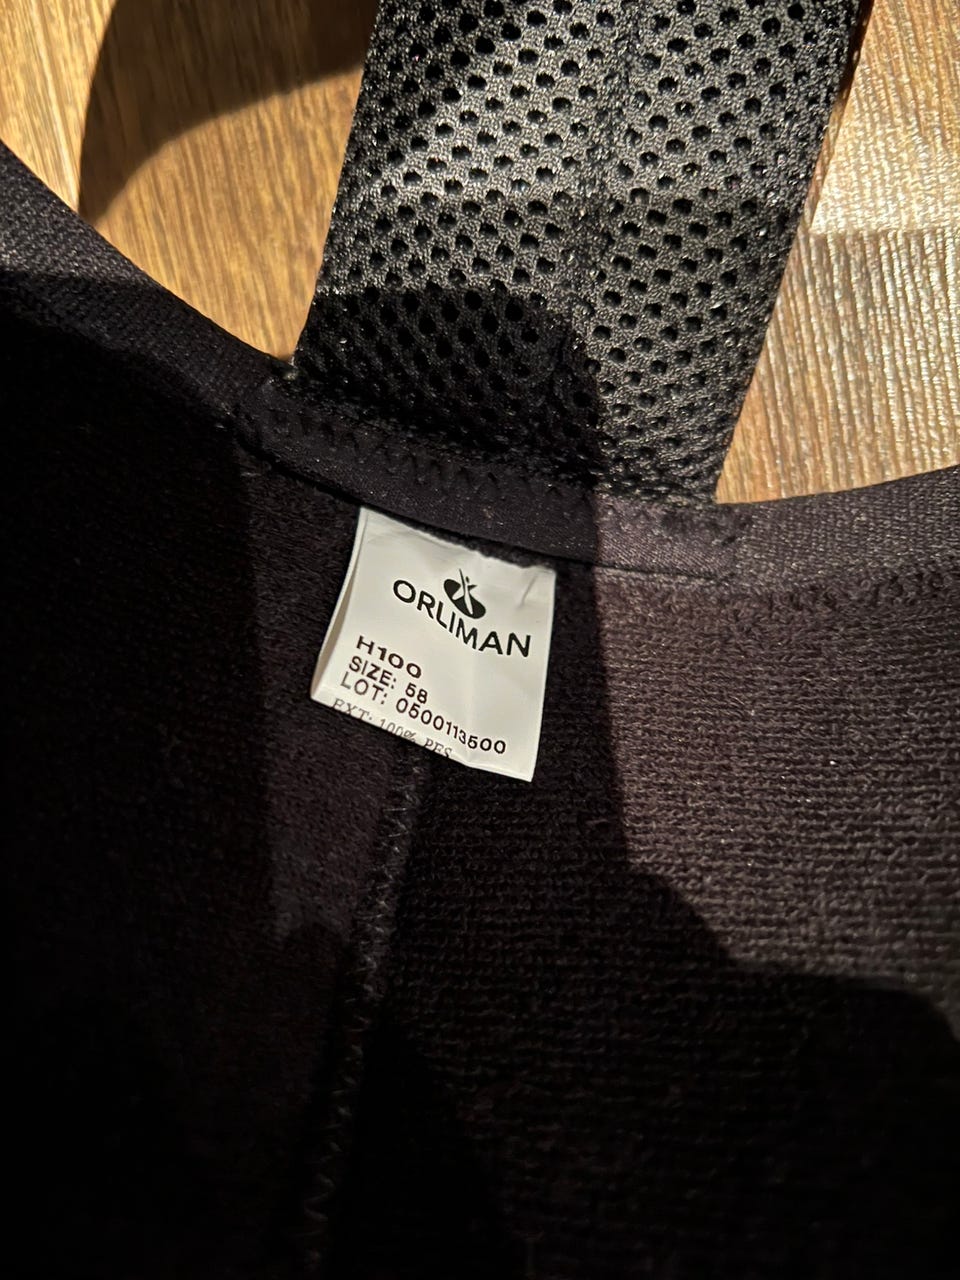 ORLIMAN
H100
SIZE: 58
LOT: 0500113500
EXT: 100% PES